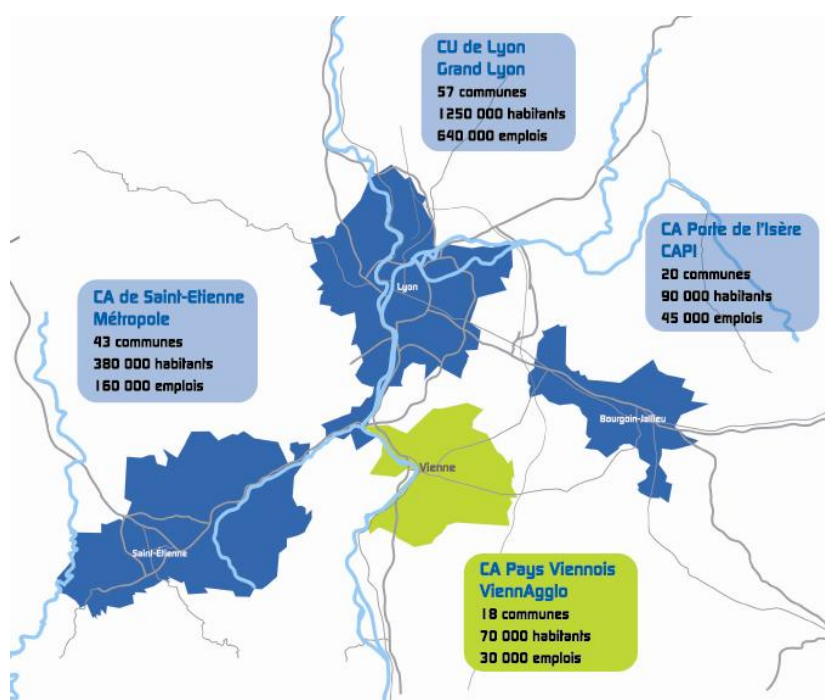 CU de Lyon
Grand Lyon
57 communes
1250 000 habitants
640 000 emplois
CA Porte de l'Isère
CAPI
20 communes
90 000 habitants
45 000 emplois
CA de Saint-Etienne
Métropole
43 communes
380 000 habitants
160 000 emplois
Lyon
Bourgoin-Jallieu
Vienne
Saint-Étienne
CA Pays Viennois
ViennAgglo
18 communes
70 000 habitants
30 000 emplois